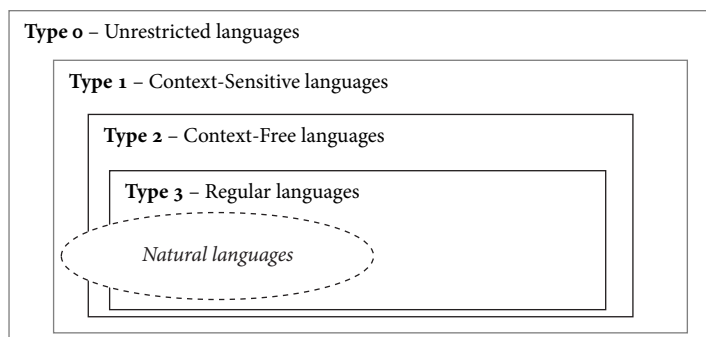 Type 0 – Unrestricted languages
Type 1 – Context-Sensitive languages
Type 2 – Context-Free languages
Type 3 – Regular languages
Natural languages